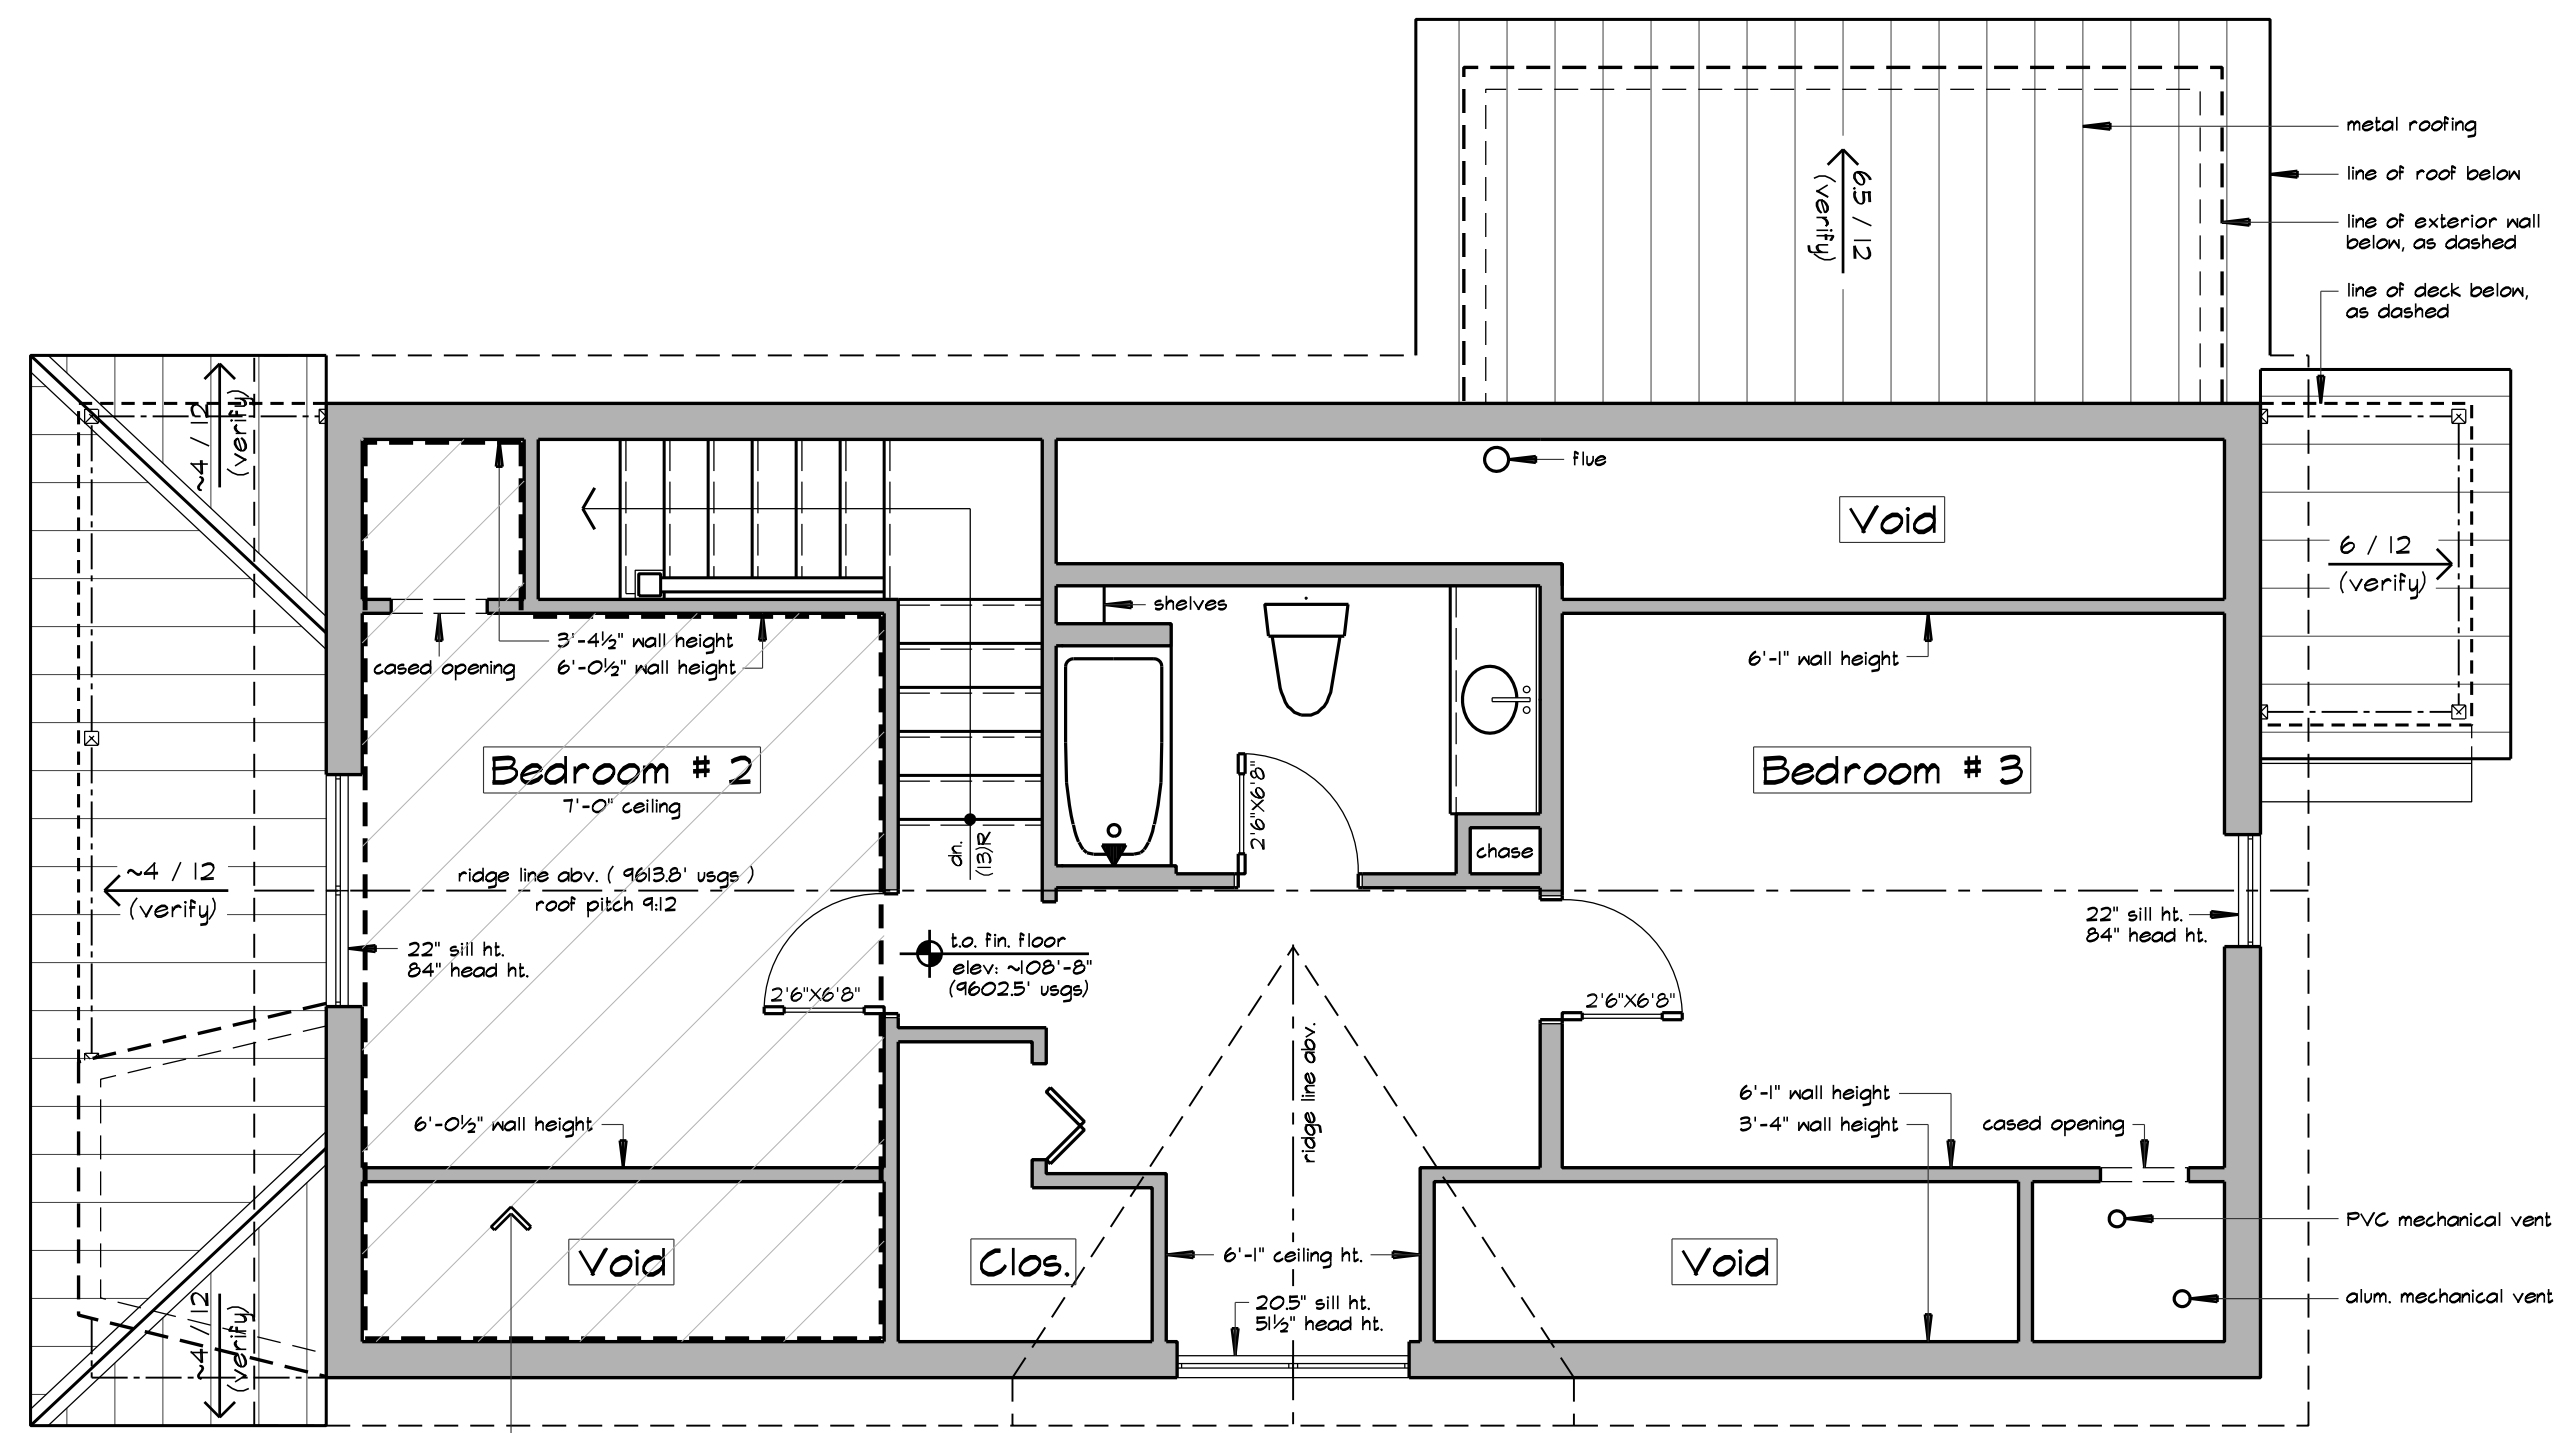 metal roofing
line of roof below
line of exterior wall
below, as dashed
line of deck below,
as dashed
6.5 / 12
(verify)
~4 / 12
(verify)
flue
Void
6 / 12
(verify)
shelves
3'-4½" wall height
6'-0½" wall height
cased opening
6'-1" wall height
Bedroom # 2
7'-0" ceiling
2'6"X6'8"
Bedroom # 3
dn.
(13)R
chase
~4 / 12
(verify)
ridge line abv. ( 9613.8' usgs )
roof pitch 9:12
22" sill ht.
84" head ht.
t.o. fin. floor
elev: ~108'-8"
(9602.5' usgs)
22" sill ht.
84" head ht.
2'6"X6'8"
2'6"X6'8"
ridge line abv.
6'-0½" wall height
6'-1" wall height
3'-4" wall height
cased opening
PVC mechanical vent
Void
Clos.
6'-1" ceiling ht.
Void
20.5" sill ht.
51½" head ht.
alum. mechanical vent
~4 / 12
(verify)